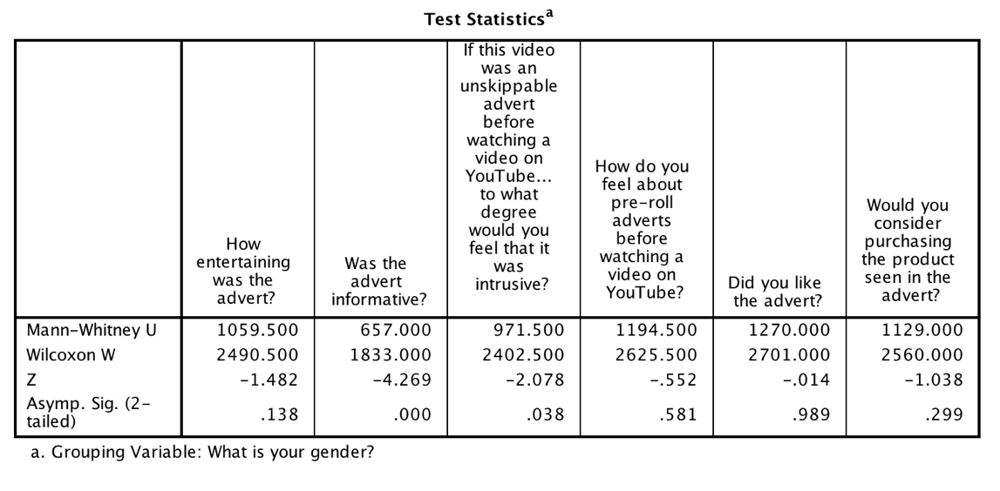 Test Statisticsa
How
entertaining
was the
advert?
Was the
advert
informative?
If this video
was an
unskippable
advert
before
watching a
video on
YouTube...
to what
degree
would you
feel that it
was
intrusive?
How do you
feel about
pre-roll
adverts
before
watching a
video on
YouTube?
Did you like
the advert?
Would you
consider
purchasing
the product
seen in the
advert?
Mann-Whitney U 1059.500 657.000 971.500 1194.500 1270.000 1129.000
Wilcoxon W 2490.500 1833.000 2402.500 2625.500 2701.000 2560.000
Z -1.482 -4.269 -2.078 -.552 -.014 -1.038
Asymp. Sig. (2-
tailed) .138 .000 .038 .581 .989 .299
a. Grouping Variable: What is your gender?